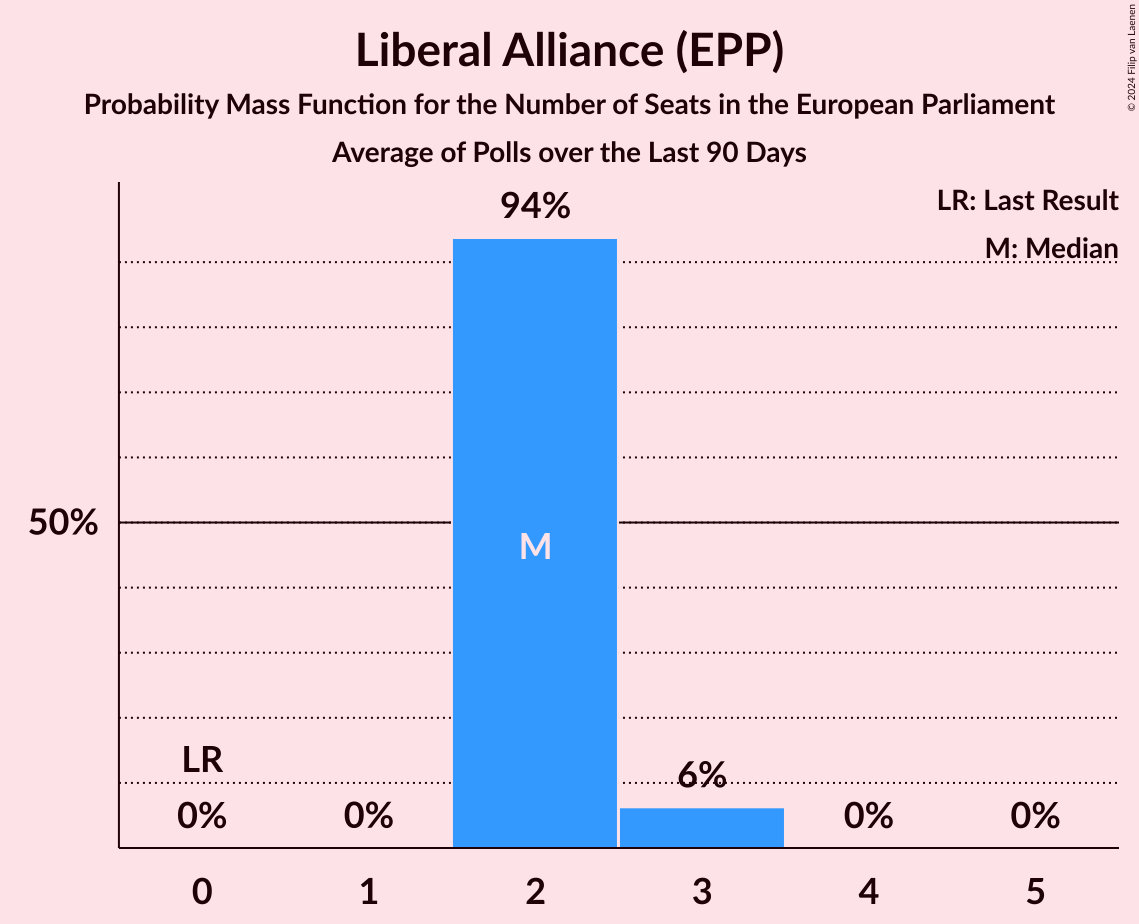 Liberal Alliance (EPP)
Probability Mass Function for the Number of Seats in the European Parliament
Average of Polls over the Last 90 Days
© 2024 Filip van Laenen
LR: Last Result
M: Median
94%
50%
M
LR
6%
0%
0%
0%
0%
0
1
2
3
4
5